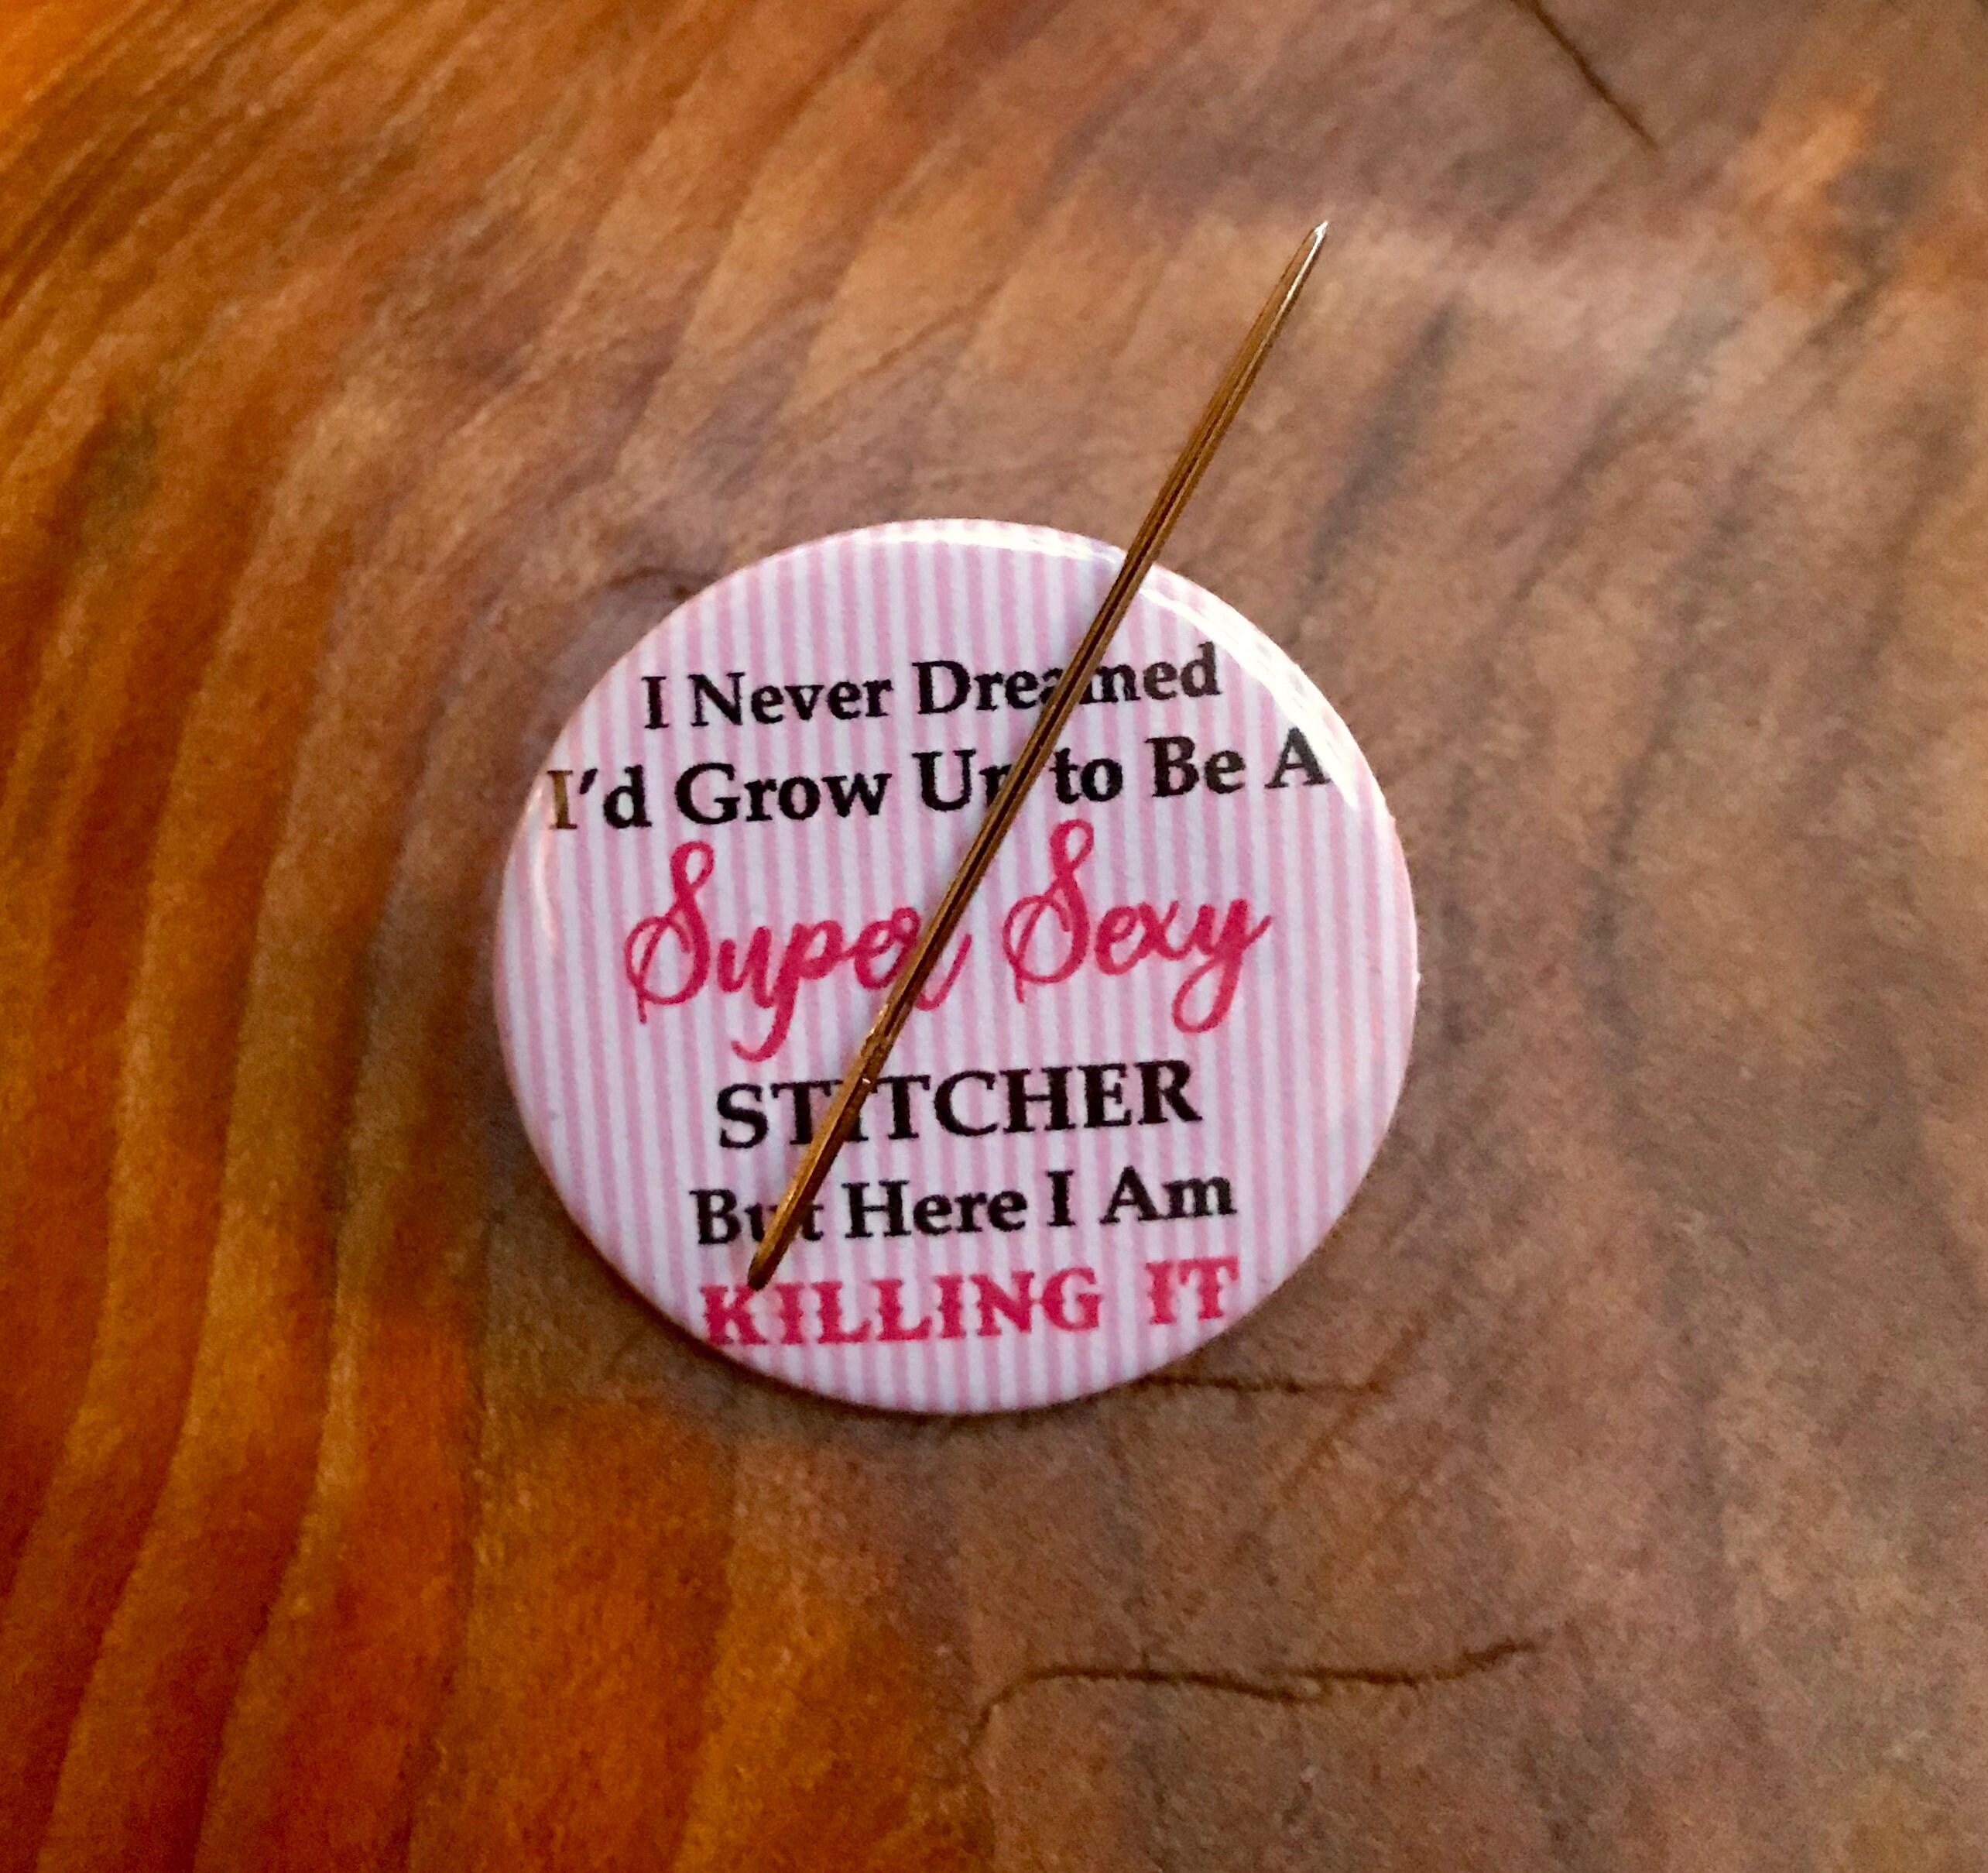 I Never Dreamed
I'd Grow Up to Be A
Super Sexy
STITCHER
But Here I Am
KILLING IT